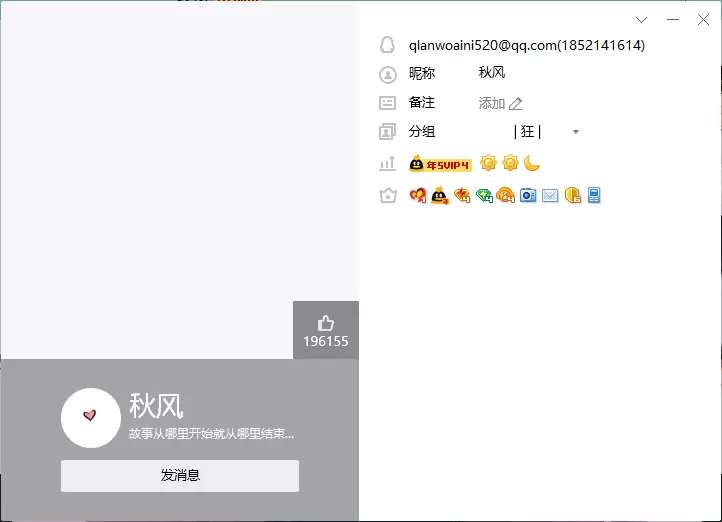 qlanwoaini520@qq.com(1852141614)
昵称 秋风
备注 添加
分组 | 狂 |
年SVIP4
196155
秋风
故事从哪里开始就从哪里结束...
发消息